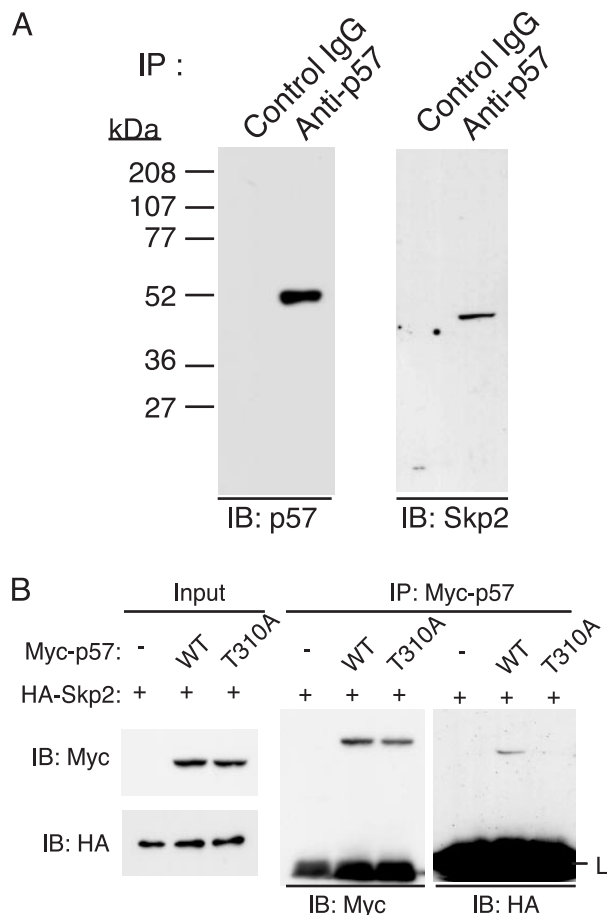 A
IP :
Control IgG
Anti-p57
Control IgG
Anti-p57
kDa
208
107
77
52
36
27
IB: p57
IB: Skp2
B
Input
IP: Myc-p57
Myc-p57: - WT T310A - WT T310A - WT T310A
HA-Skp2: + + + + + + + + +
IB: Myc
IB: HA
L
IB: Myc
IB: HA